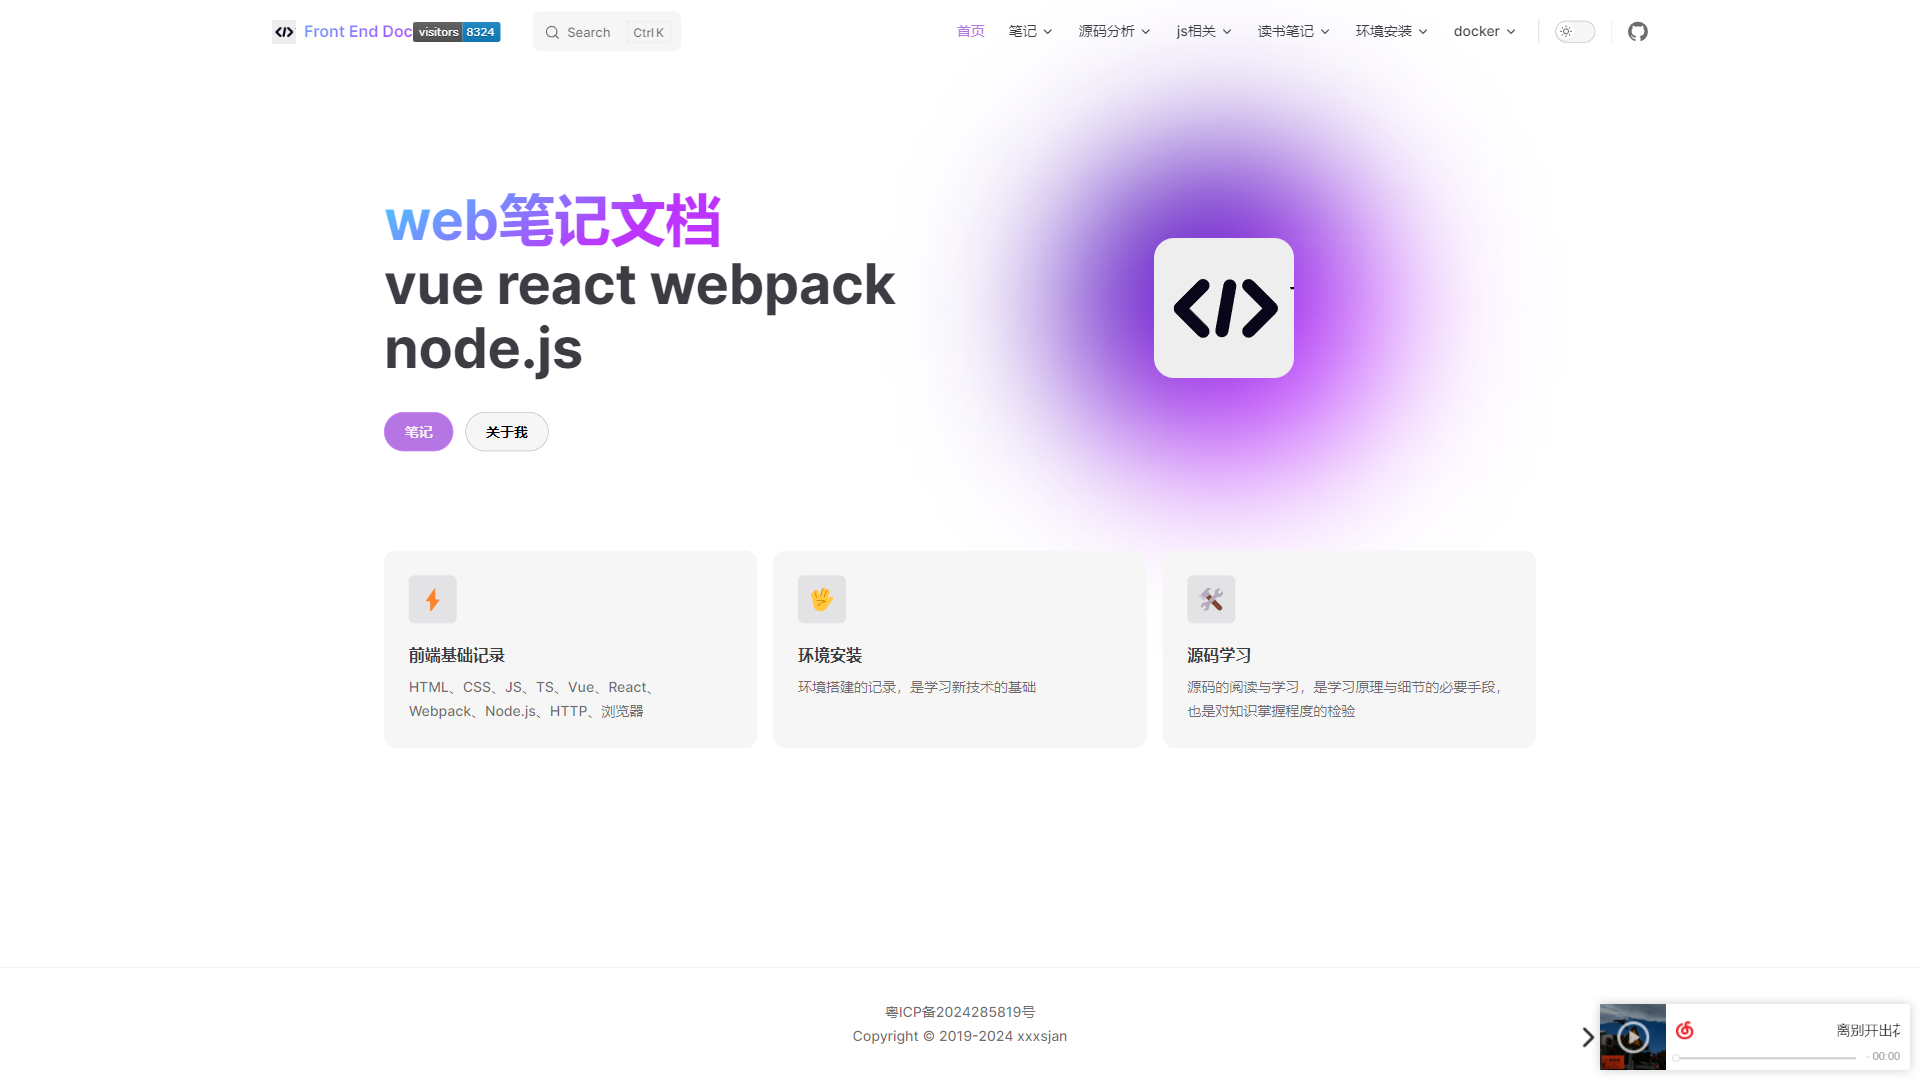 Front End Doc visitors 8324
Search Ctrl K
首页 笔记 源码分析 js相关 读书笔记 环境安装 docker
web笔记文档
vue react webpack
node.js
笔记 关于我
前端基础记录
HTML、CSS、JS、TS、Vue、React、
Webpack、Node.js、HTTP、浏览器
环境安装
环境搭建的记录，是学习新技术的基础
源码学习
源码的阅读与学习，是学习原理与细节的必要手段，
也是对知识掌握程度的检验
粤ICP备2024285819号
Copyright © 2019-2024 xxxsjan
离别开出花
- 00:00